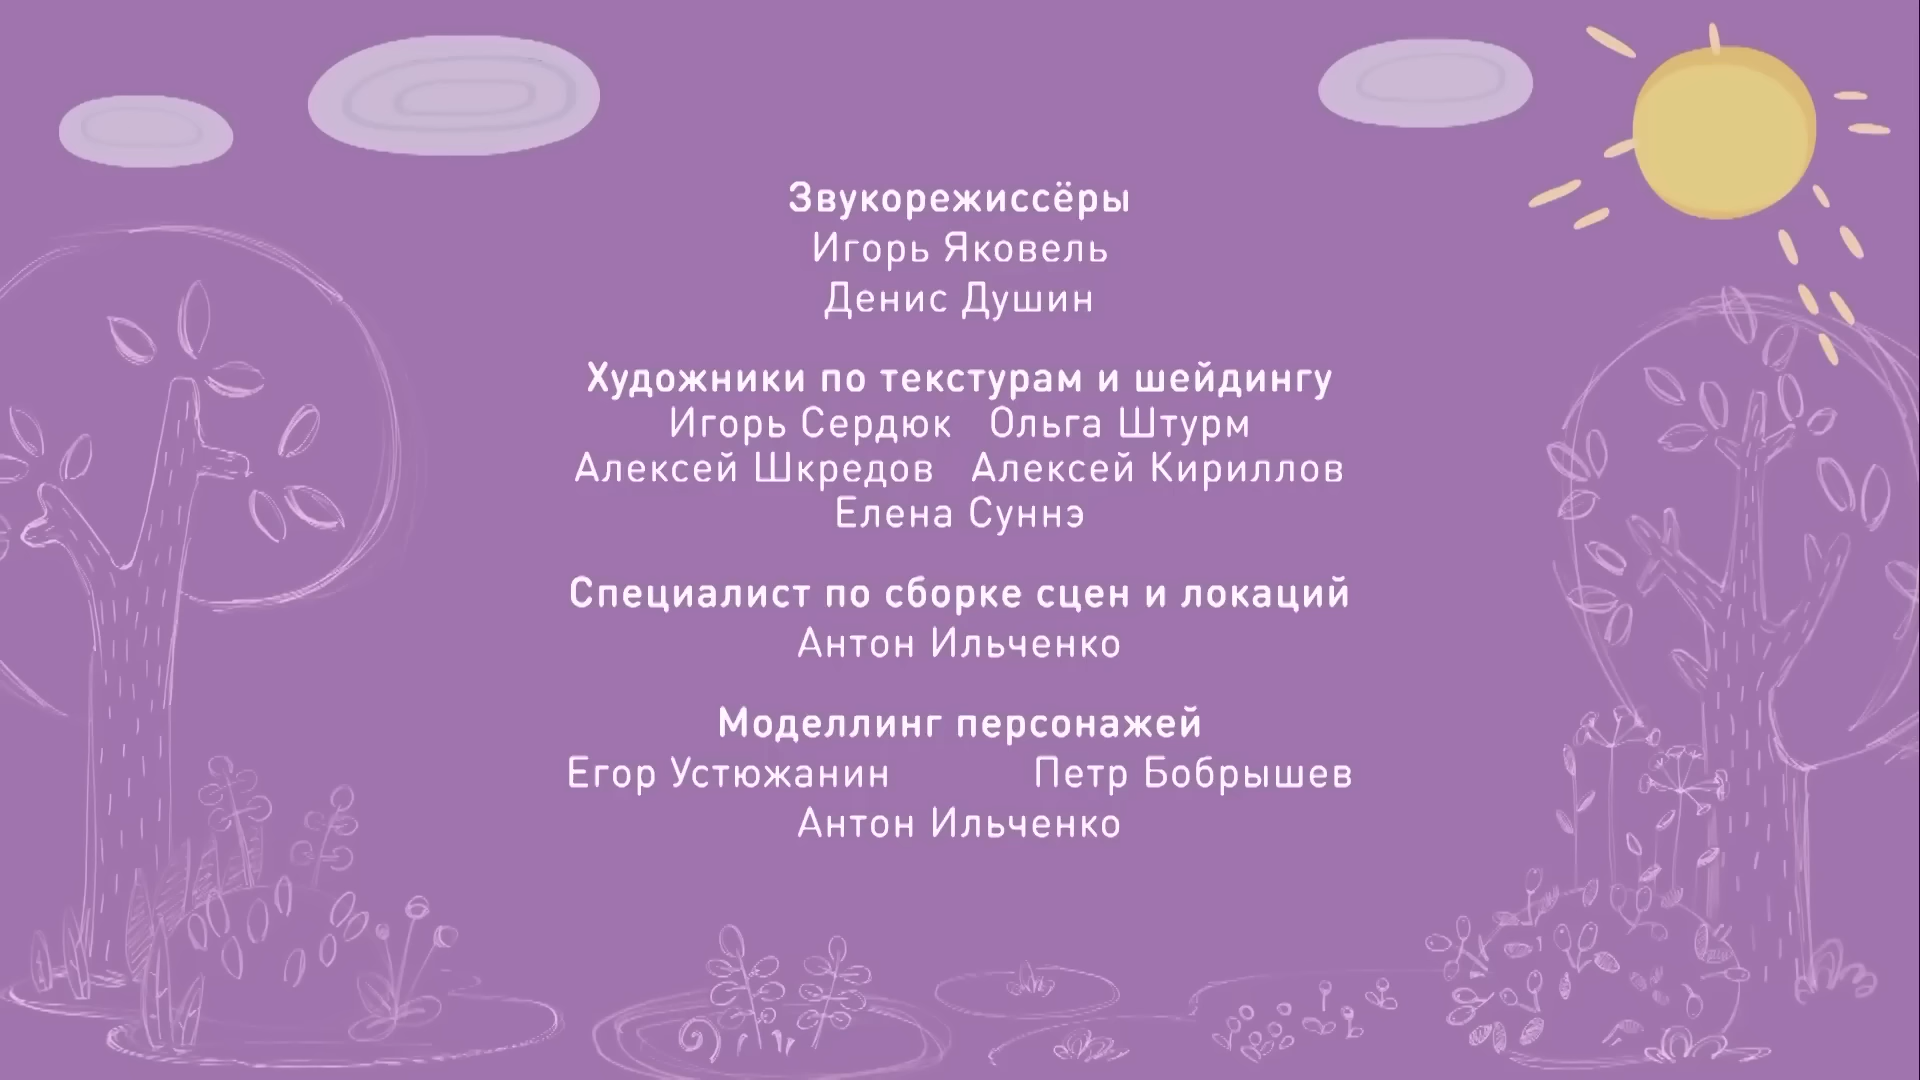 Звукорежиссёры
Игорь Яковель
Денис Душин
Художники по текстурам и шейдингу
Игорь Сердюк Ольга Штурм
Алексей Шкредов Алексей Кириллов
Елена Суннэ
Специалист по сборке сцен и локаций
Антон Ильченко
Моделлинг персонажей
Егор Устюжанин Петр Бобрышев
Антон Ильченко